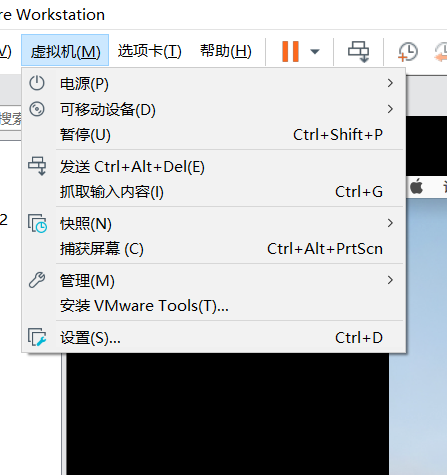 re Workstation
V) 虚拟机(M) 选项卡(T) 帮助(H)
电源(P)
搜索
可移动设备(D)
暂停(U) Ctrl+Shift+P
发送 Ctrl+Alt+Del(E)
抓取输入内容(I) Ctrl+G
2
快照(N)
捕获屏幕 (C) Ctrl+Alt+PrtScn
管理(M)
安装 VMware Tools(T)...
设置(S)... Ctrl+D